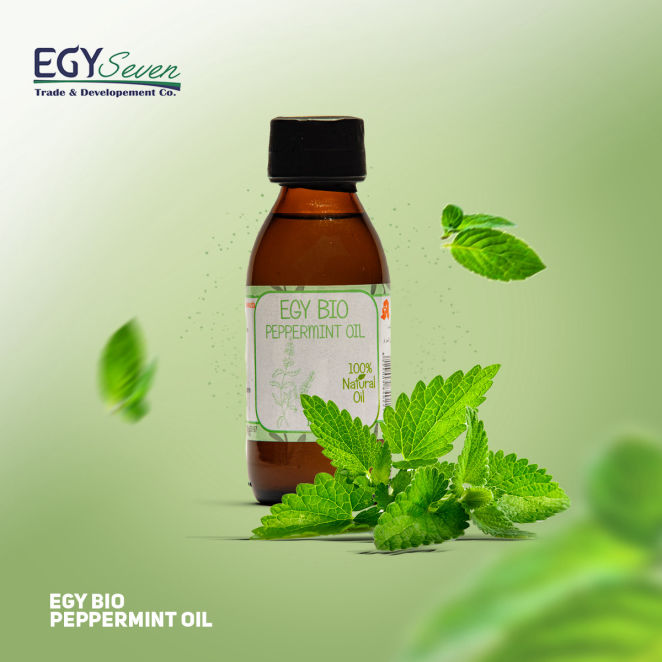 EGY Seven
Trade & Developement Co.
EGY BIO
PEPPERMINT OIL
100%
Natural
Oil
EGY BIO
PEPPERMINT OIL